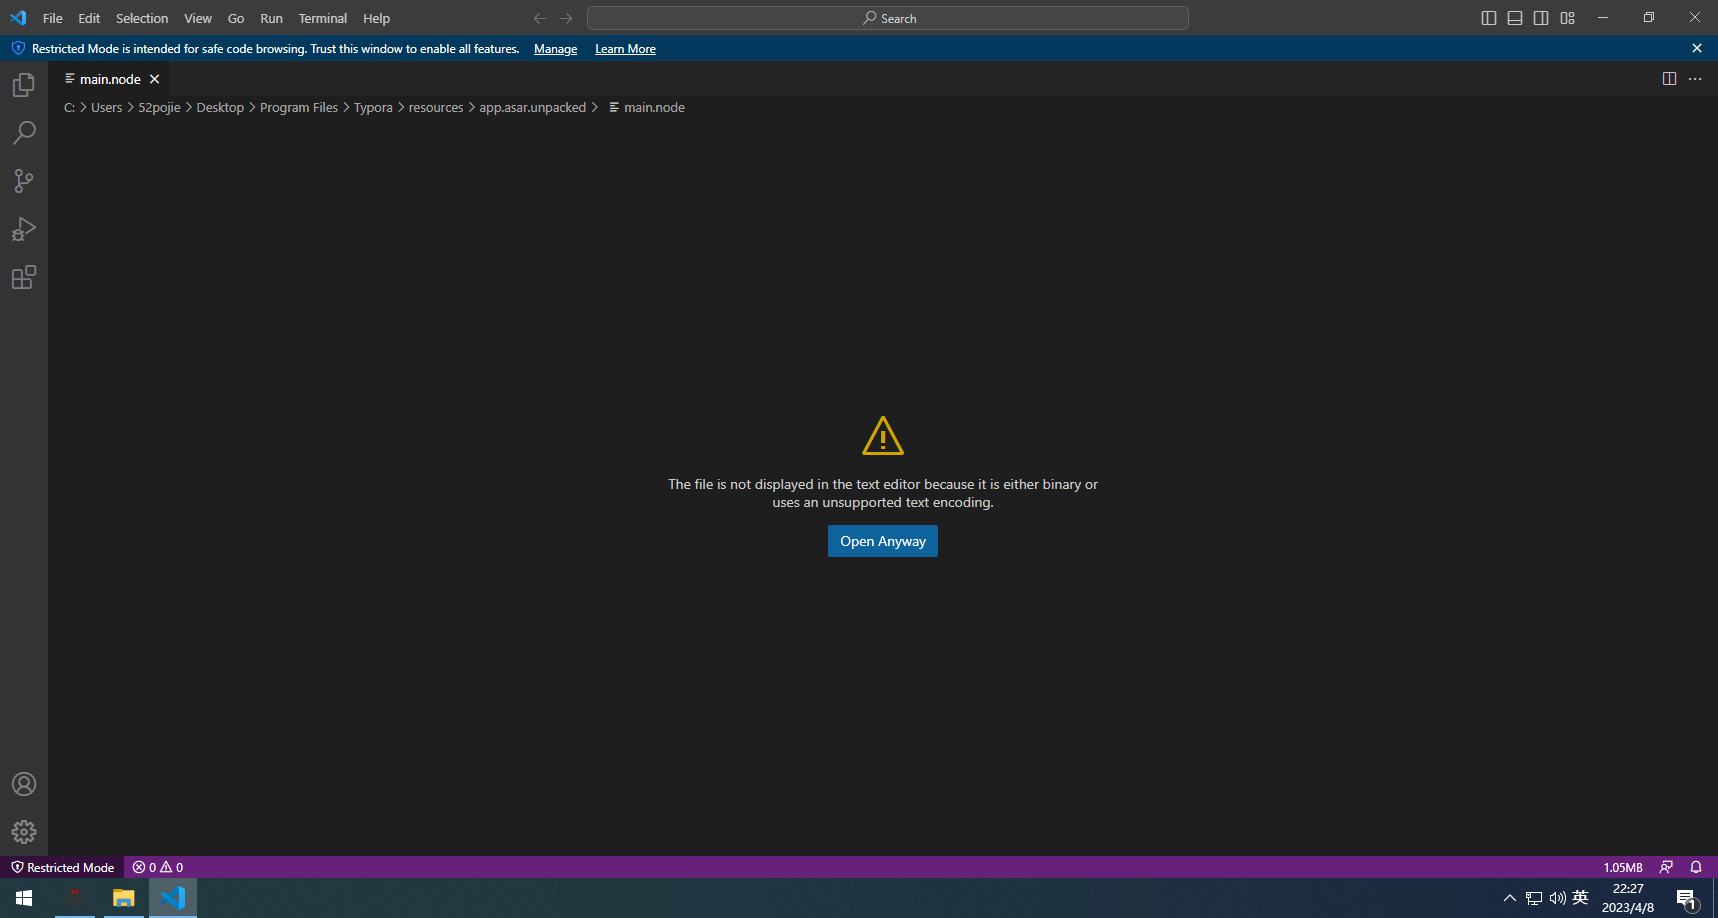 File Edit Selection View Go Run Terminal Help Search
Restricted Mode is intended for safe code browsing. Trust this window to enable all features. Manage Learn More
main.node
C: > Users > 52pojie > Desktop > Program Files > Typora > resources > app.asar.unpacked > main.node
The file is not displayed in the text editor because it is either binary or
uses an unsupported text encoding.
Open Anyway
Restricted Mode 0 0 1.05MB
英 22:27
2023/4/8 1